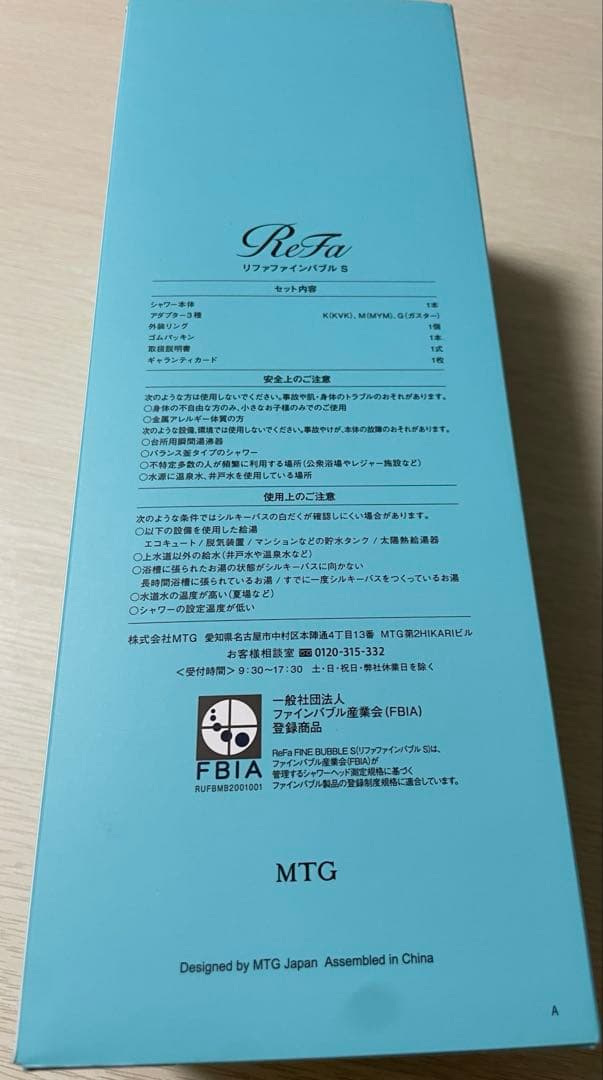 ReFa
リファファインバブル S
セット内容
シャワー本体 1本
アダプター3種 K(KVK)、M(MYM)、G(ガスター)
外装リング 1個
ゴムパッキン 1本
取扱説明書 1式
ギャランティカード 1枚
安全上のご注意
次のような方は使用しないでください。事故や肌・身体のトラブルのおそれがあります。
○身体の不自由な方のみ、小さなお子様のみでのご使用
○金属アレルギー体質の方
次のような設備、環境では使用しないでください。事故やけが、本体の故障のおそれがあります。
○台所用瞬間湯沸器
○バランス釜タイプのシャワー
○不特定多数の人が頻繁に利用する場所(公衆浴場やレジャー施設など)
○水源に温泉水、井戸水を使用している場所
使用上のご注意
次のような条件ではシルキーバスの白だくが確認しにくい場合があります。
○以下の設備を使用した給湯
エコキュート / 脱気装置 / マンションなどの貯水タンク / 太陽熱給湯器
○上水道以外の給水(井戸水や温泉水など)
○浴槽に張られたお湯の状態がシルキーバスに向かない
長時間浴槽に張られているお湯 / すでに一度シルキーバスをつくっているお湯
○水道水の温度が高い(夏場など)
○シャワーの設定温度が低い
株式会社MTG 愛知県名古屋市中村区本陣通4丁目13番 MTG第2HIKARIビル
お客様相談室 0120-315-332
<受付時間> 9:30〜17:30 土・日・祝日・弊社休業日を除く
一般社団法人
ファインバブル産業会(FBIA)
登録商品
FBIA
RUFBMB2001001
ReFa FINE BUBBLE S(リファファインバブル S)は、
ファインバブル産業会(FBIA)が
管理するシャワーヘッド測定規格に基づく
ファインバブル製品の登録制度規格に適合しています。
MTG
Designed by MTG Japan Assembled in China
A